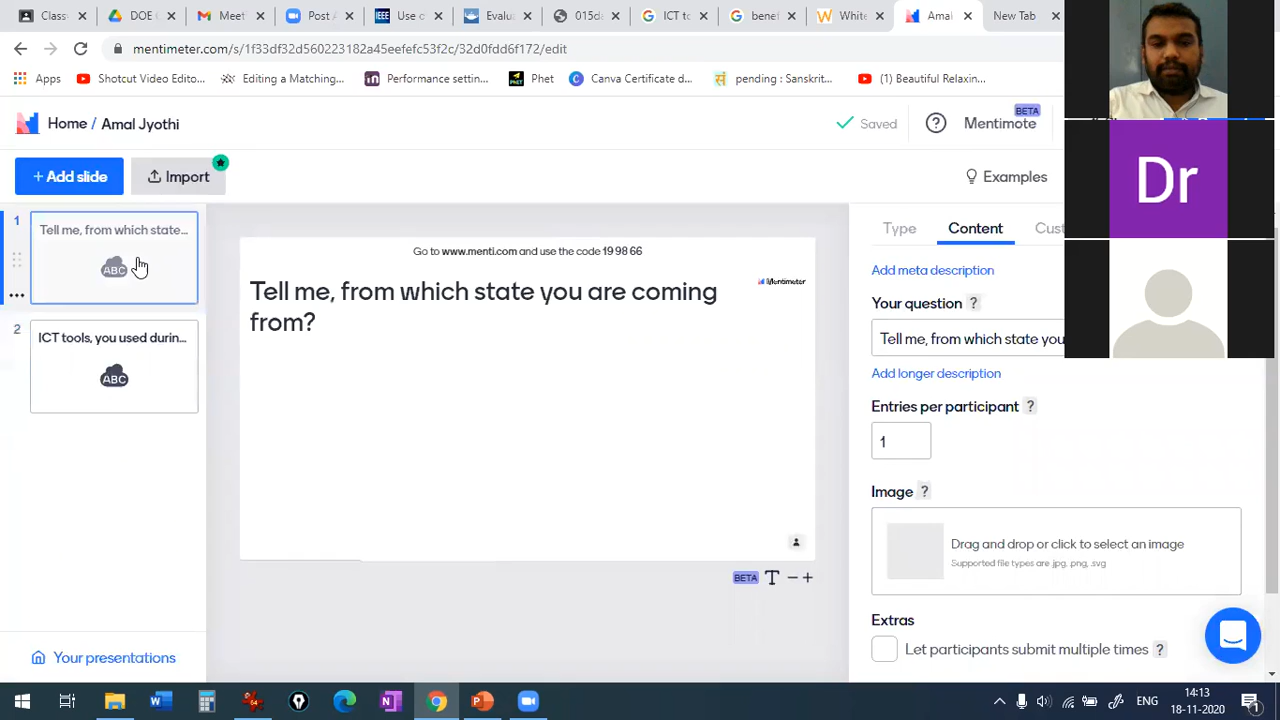 DOE (
Meet
Post A
Use o
Evalu
015da
ICT to
benef
White
Amal
New Tab
mentimeter.com/s/1f33df32d560223182a45eefefc53f2c/32d0fdd6f172/edit
Apps
Shotcut Video Edito...
Editing a Matching...
Performance settin...
Phet
Canva Certificate d...
pending : Sanskrit...
(1) Beautiful Relaxin...
Home / Amal Jyothi
Saved
Mentimote
BETA
+ Add slide
Import
Examples
1
Tell me, from which state...
ABC
2
ICT tools, you used durin...
ABC
Your presentations
Go to www.menti.com and use the code 19 98 66
Tell me, from which state you are coming
from?
Mentimeter
BETA
Type
Content
Cust
Add meta description
Your question ?
Tell me, from which state you
Add longer description
Entries per participant ?
1
Image ?
Drag and drop or click to select an image
Supported file types are jpg, png, svg
Extras
Let participants submit multiple times ?
Dr
64
ENG
14:13
18-11-2020
1